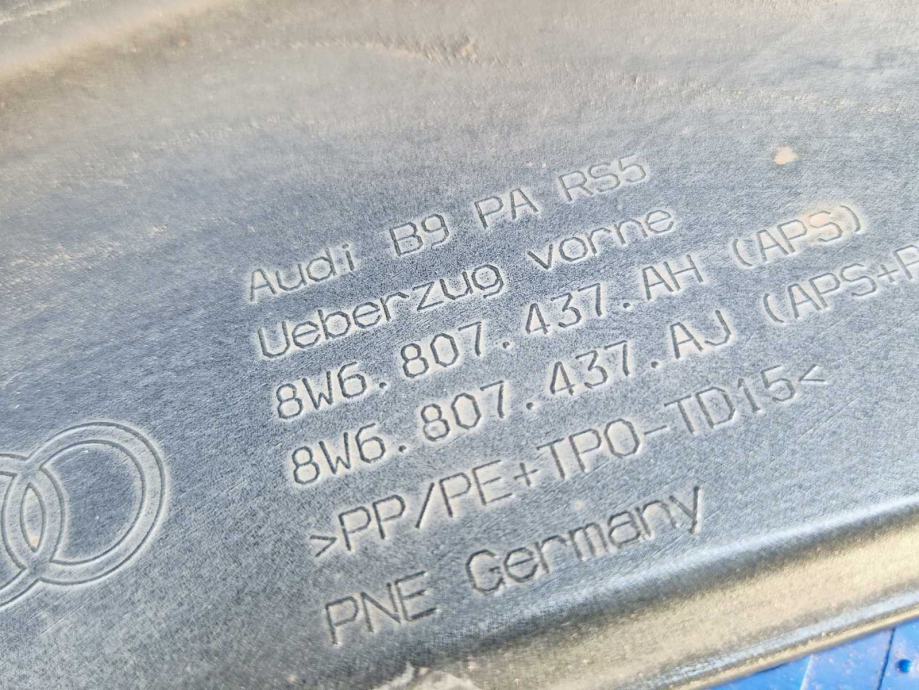 Audi B9 PA RS5
Ueberzug vorne
8W6.807.437.AH (APS)
8W6.807.437.AJ (APS+
>PP/PE+TPO-TD15<
PNE Germany